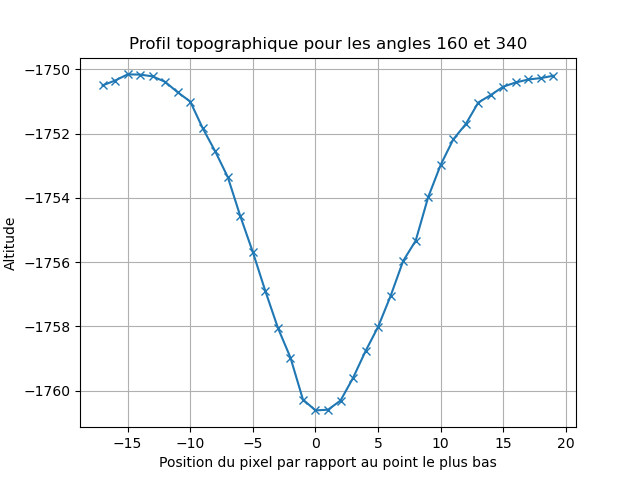 Profil topographique pour les angles 160 et 340
−1750
−1752
−1754
−1756
−1758
−1760
Altitude
−15 −10 −5 0 5 10 15 20
Position du pixel par rapport au point le plus bas